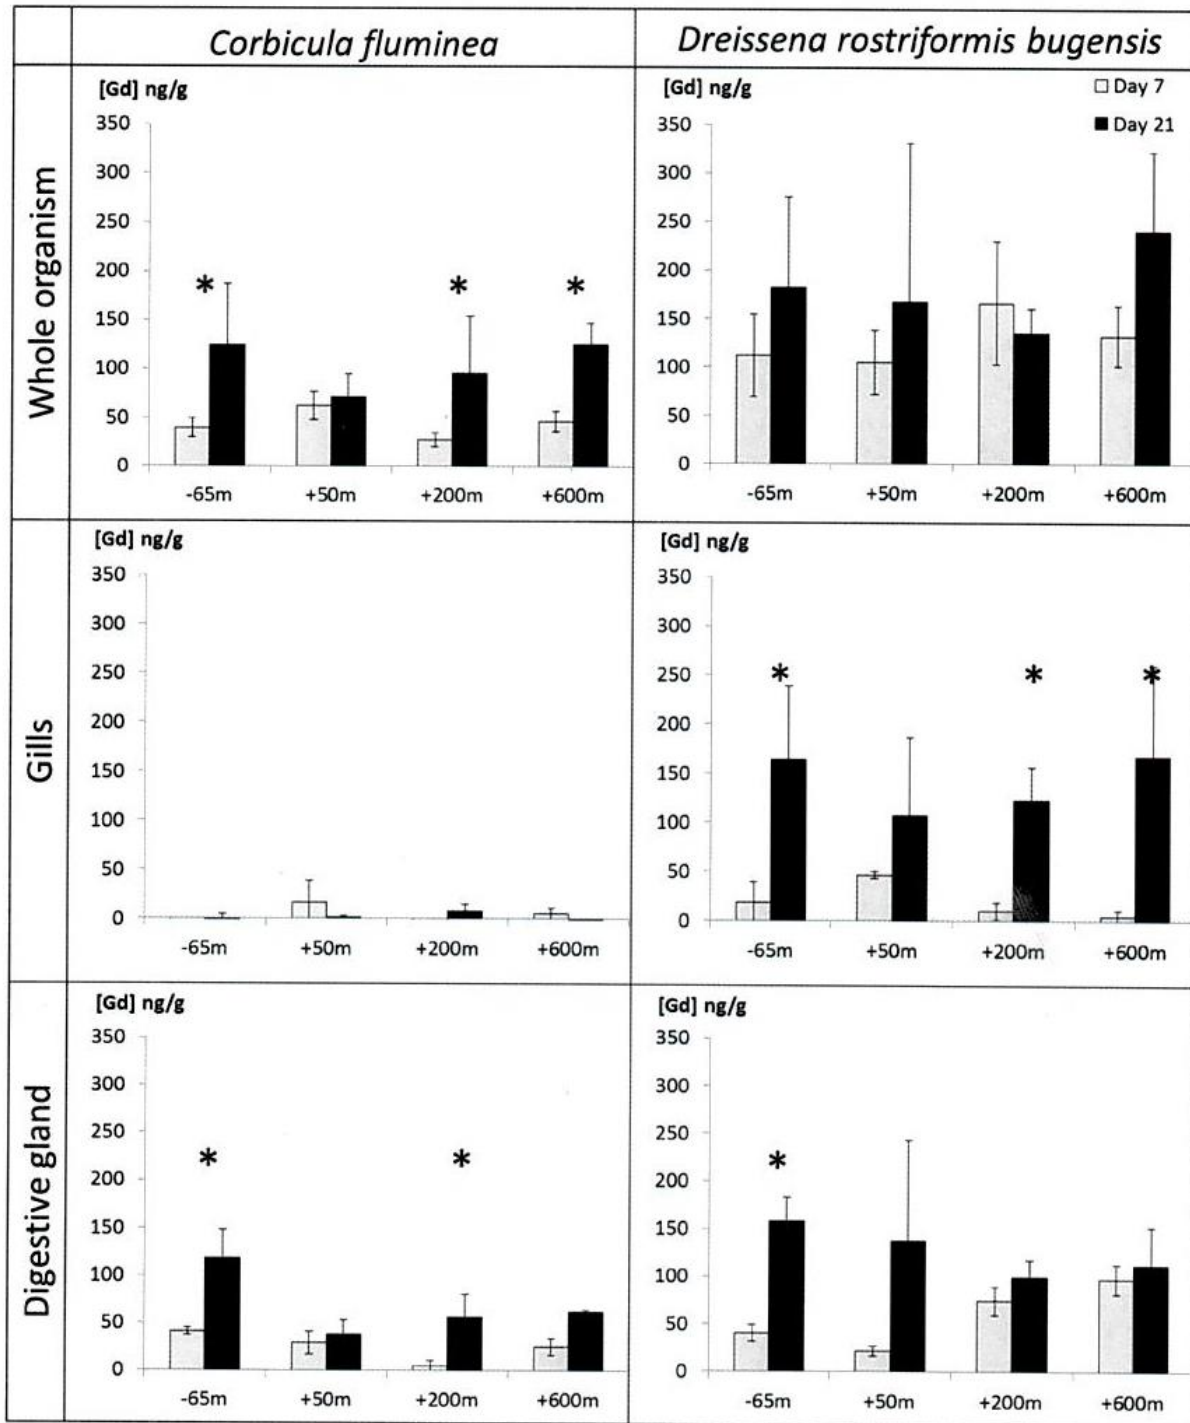 Corbicula fluminea
Dreissena rostriformis bugensis
Whole organism
[Gd] ng/g
350
300
250
200
150
100
50
0
*
*
*
-65m
+50m
+200m
+600m
[Gd] ng/g
Day 7
Day 21
350
300
250
200
150
100
50
0
-65m
+50m
+200m
+600m
Gills
[Gd] ng/g
350
300
250
200
150
100
50
0
-65m
+50m
+200m
+600m
[Gd] ng/g
350
300
250
200
150
100
50
0
*
*
*
-65m
+50m
+200m
+600m
Digestive gland
[Gd] ng/g
350
300
250
200
150
100
50
0
*
*
-65m
+50m
+200m
+600m
[Gd] ng/g
350
300
250
200
150
100
50
0
*
-65m
+50m
+200m
+600m